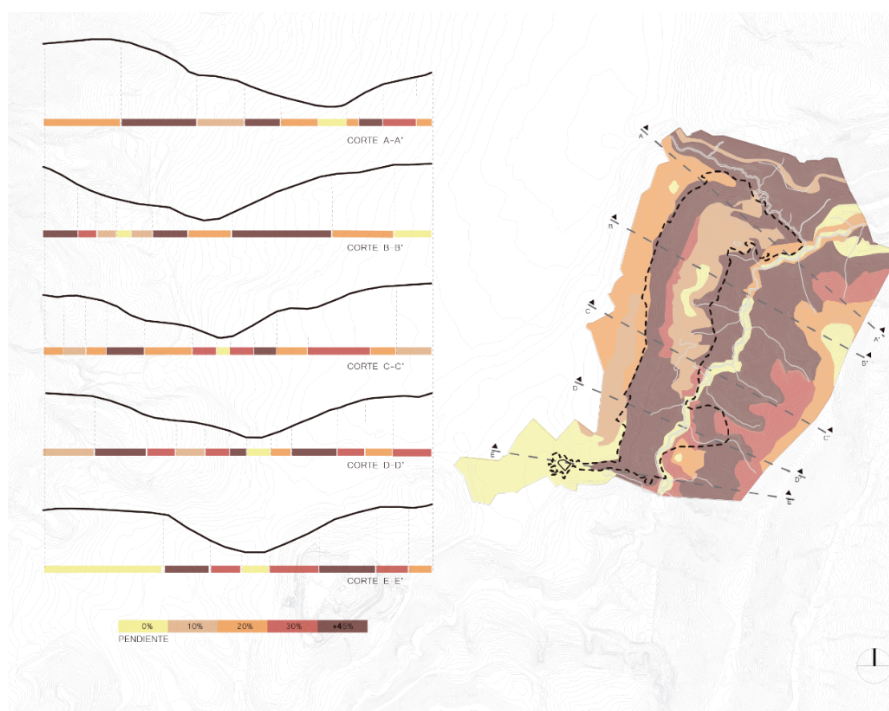 CORTE A-A'
CORTE B-B'
CORTE C-C'
CORTE D-D'
CORTE E E'
0% 10% 20% 30% +45%
PENDIENTE
A
B
C
D
E
A'
A'
B'
C'
D'
E'